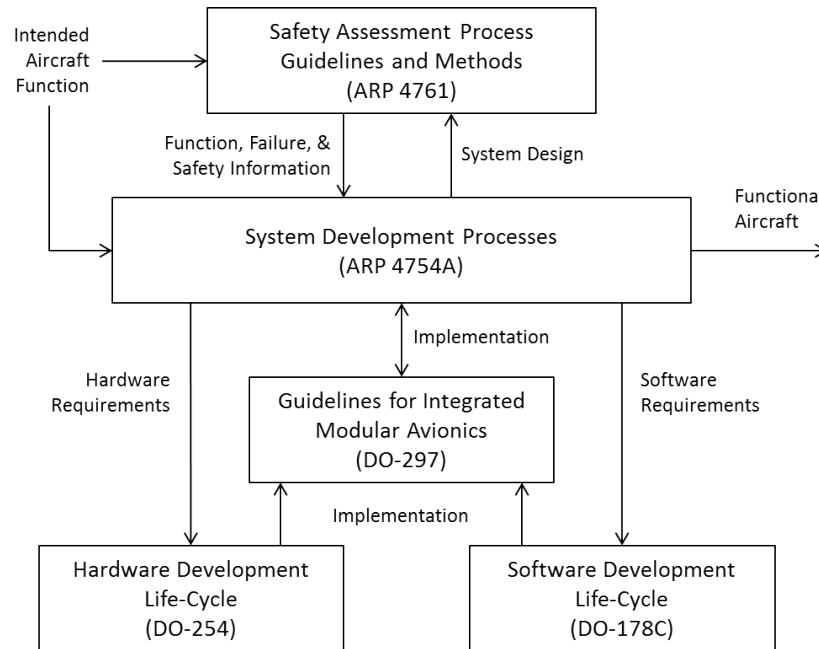 Intended
Aircraft
Function
Safety Assessment Process
Guidelines and Methods
(ARP 4761)
Function, Failure, &
Safety Information
System Design
System Development Processes
(ARP 4754A)
Functiona
Aircraft
Implementation
Hardware
Requirements
Software
Requirements
Guidelines for Integrated
Modular Avionics
(DO-297)
Implementation
Hardware Development
Life-Cycle
(DO-254)
Software Development
Life-Cycle
(DO-178C)